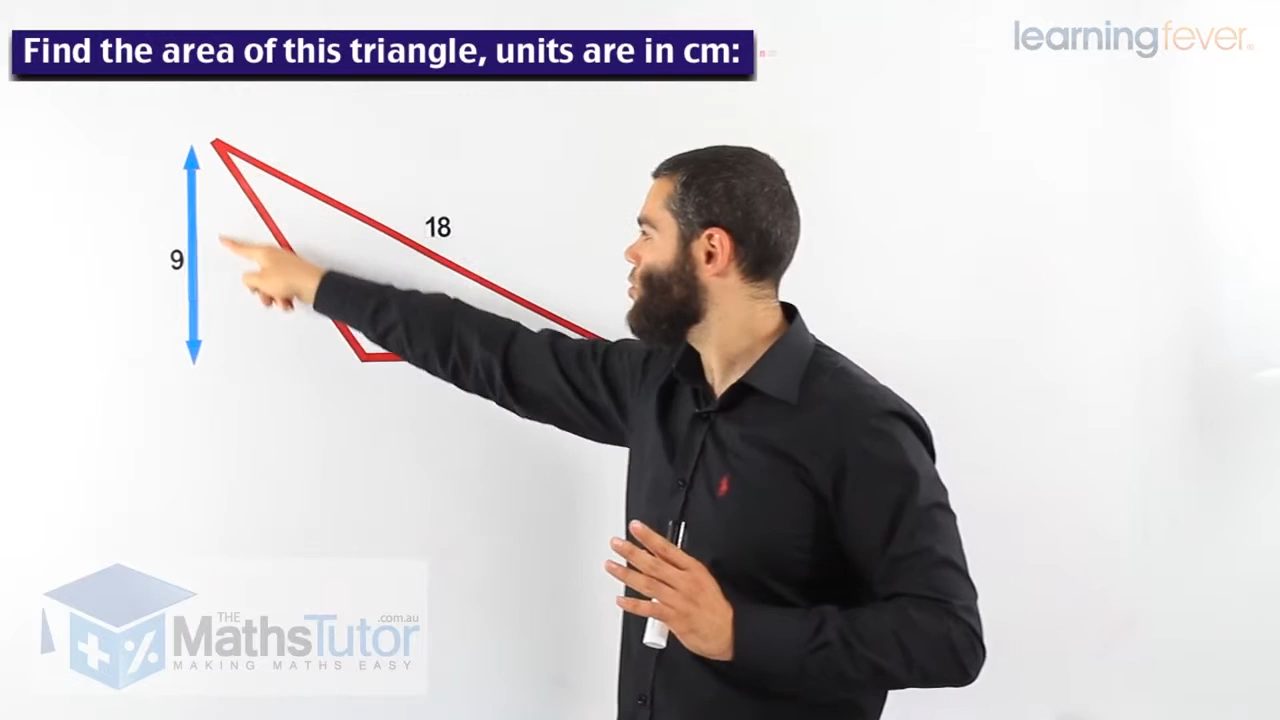 Find the area of this triangle, units are in cm:
learningfever
18
9
THE
MathsTutor
.com.au
MAKING MATHS EASY